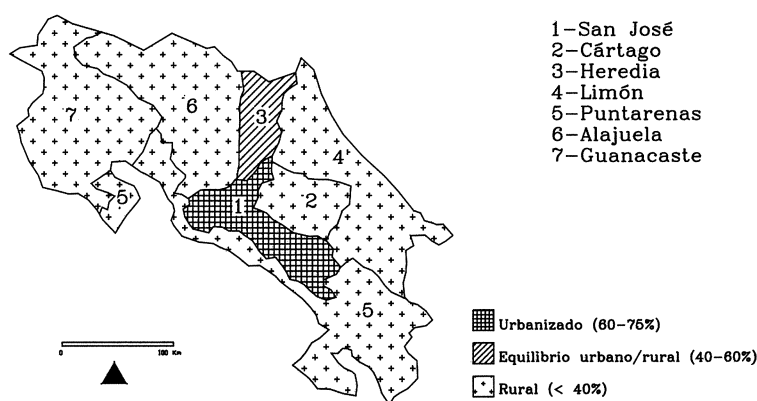 1-San José
2-Cártago
3-Heredia
4-Limón
5-Puntarenas
6-Alajuela
7-Guanacaste
3
6
7
4
5
1
2
5
Urbanizado (60-75%)
0 100 Km
Equilibrio urbano/rural (40-60%)
Rural (< 40%)